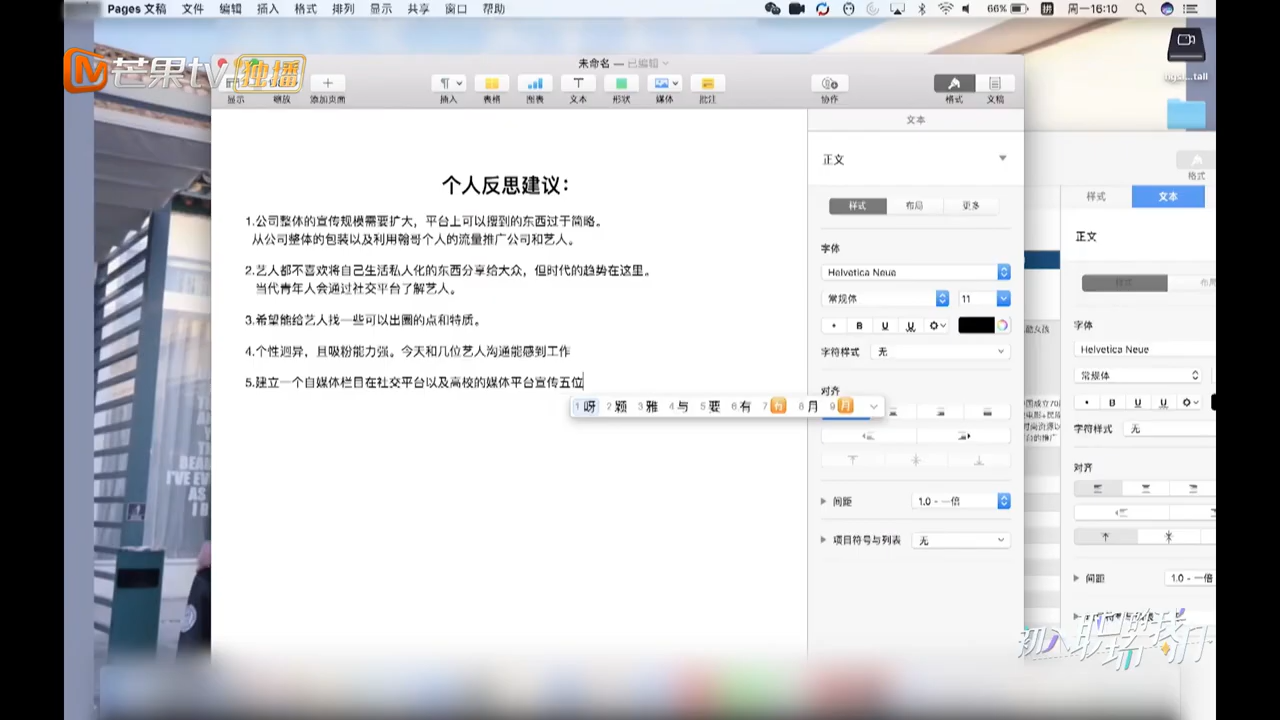 Pages 文稿 文件 编辑 插入 格式 排列 显示 共享 窗口 帮助
66% 拼 周一16:10
芒果tv 独播
未命名 — 已编辑
显示 缩放 添加页面 插入 表格 图表 文本 形状 媒体 批注 协作 格式 文稿
文本
正文
样式 布局 更多
字体
Helvetica Neue
常规体 11
B U U
字符样式 无
对齐
间距 1.0 - 一倍
项目符号与列表 无
个人反思建议：
1.公司整体的宣传规模需要扩大，平台上可以搜到的东西过于简略。
从公司整体的包装以及利用翰哥个人的流量推广公司和艺人。
2.艺人都不喜欢将自己生活私人化的东西分享给大众，但时代的趋势在这里。
当代青年人会通过社交平台了解艺人。
3.希望能给艺人找一些可以出圈的点和特质。
4.个性迥异，且吸粉能力强。今天和几位艺人沟通能感到工作
5.建立一个自媒体栏目在社交平台以及高校的媒体平台宣传五位
1 呀 2 颖 3 雅 4 与 5 要 6 有 7 8 月 9
格式
样式 文本
正文
样式 布局
字体
Helvetica Neue
常规体
B U U
字符样式 无
对齐
间距 1.0 - 一倍
初入职场的我们